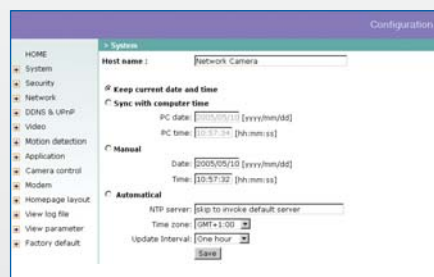 Configuration
HOME
System
Security
Network
DDNS & UPnP
Video
Motion detection
Application
Camera control
Modem
Homepage layout
View log file
View parameter
Factory default
> System
Host name : Network Camera
Keep current date and time
Sync with computer time
PC date: 2005/05/10 [yyyy/mm/dd]
PC time: 10:57:34 [hh:mm:ss]
Manual
Date: 2005/05/10 [yyyy/mm/dd]
Time: 10:57:32 [hh:mm:ss]
Automatical
NTP server: skip to invoke default server
Time zone: GMT+1:00
Update Interval: One hour
Save